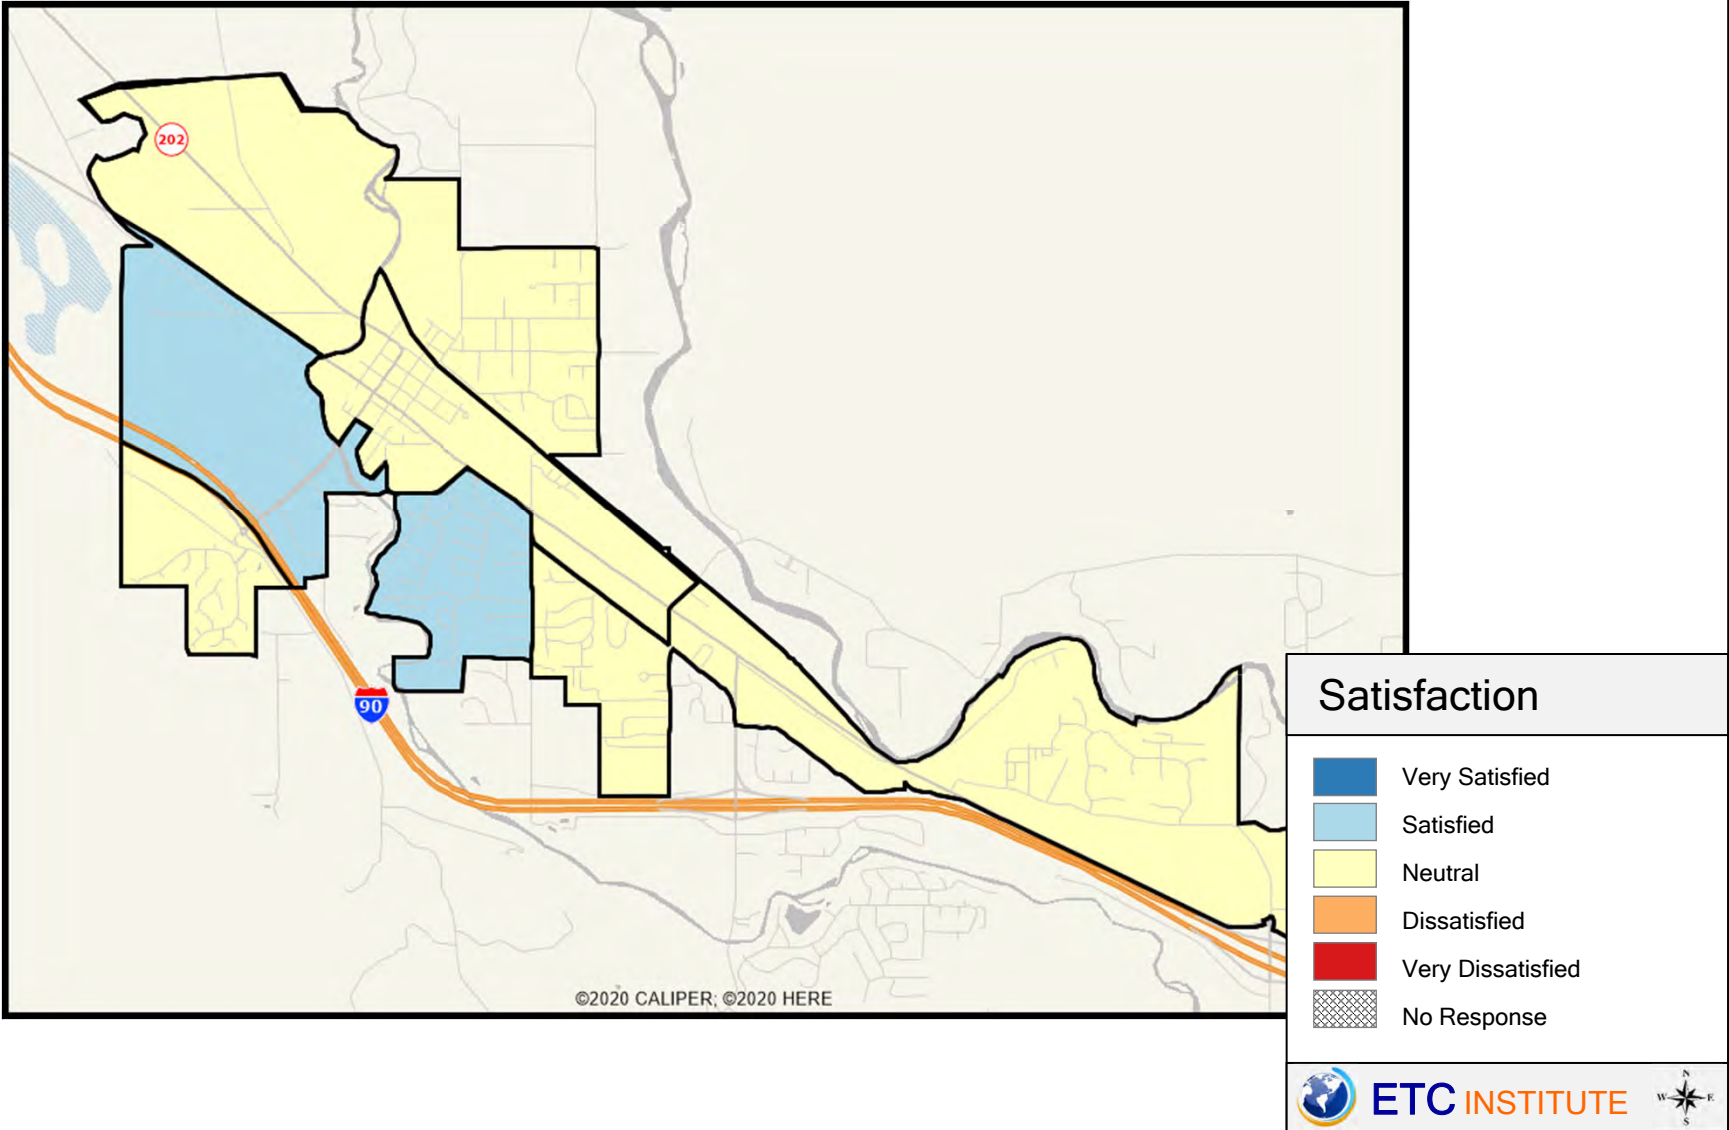 202
90
©2020 CALIPER; ©2020 HERE
Satisfaction
Very Satisfied
Satisfied
Neutral
Dissatisfied
Very Dissatisfied
No Response
ETC INSTITUTE
N
W E
S